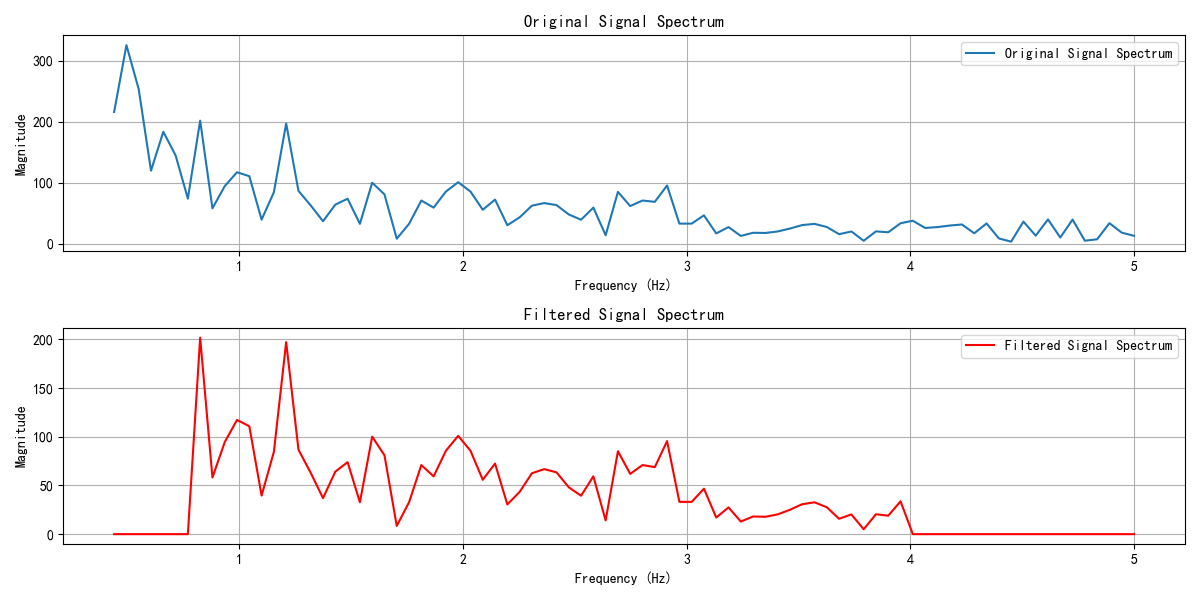 Original Signal Spectrum
Original Signal Spectrum
Magnitude
300
200
100
0
1 2 3 4 5
Frequency (Hz)
Filtered Signal Spectrum
Filtered Signal Spectrum
Magnitude
200
150
100
50
0
1 2 3 4 5
Frequency (Hz)